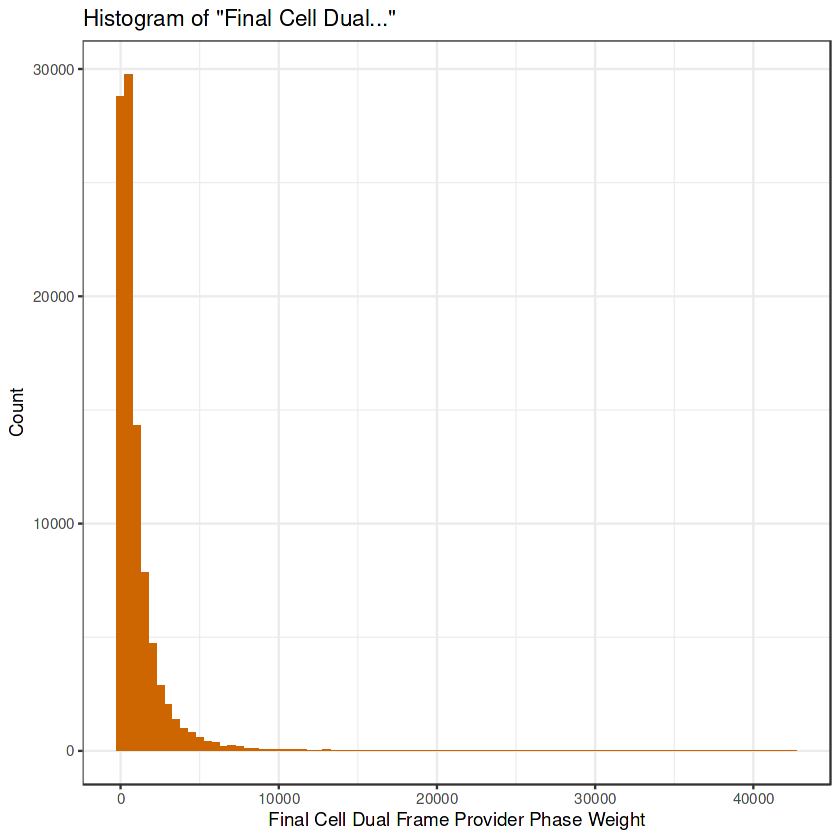 Histogram of "Final Cell Dual..."
30000
20000
10000
0
Count
0 10000 20000 30000 40000
Final Cell Dual Frame Provider Phase Weight